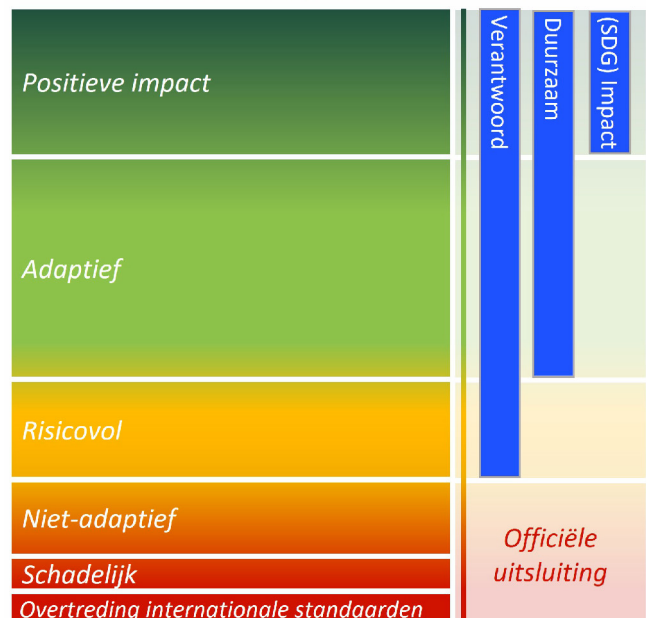 Positieve impact
Adaptief
Risicovol
Niet-adaptief
Schadelijk
Overtreding internationale standaarden
Verantwoord
Duurzaam
(SDG) Impact
Officiële
uitsluiting